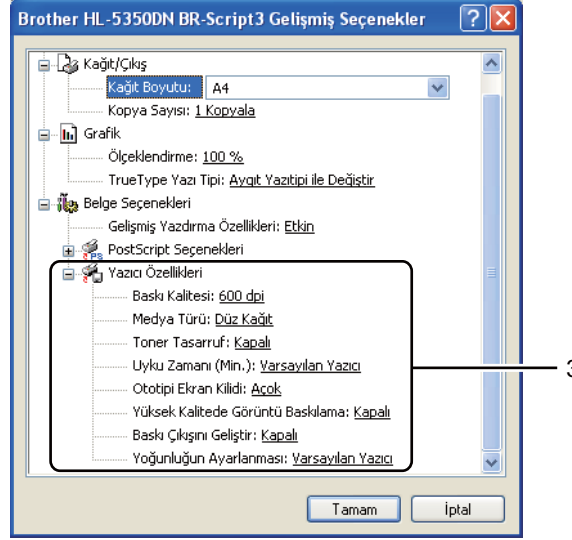 Brother HL-5350DN BR-Script3 Gelişmiş Seçenekler
Kağıt/Çıkış
Kağıt Boyutu: A4
Kopya Sayısı: 1 Kopyala
Grafik
Ölçeklendirme: 100 %
TrueType Yazı Tipi: Aygıt Yazıtipi ile Değiştir
Belge Seçenekleri
Gelişmiş Yazdırma Özellikleri: Etkin
PostScript Seçenekleri
Yazıcı Özellikleri
Baskı Kalitesi: 600 dpi
Medya Türü: Düz Kağıt
Toner Tasarruf: Kapalı
Uyku Zamanı (Min.): Varsayılan Yazıcı
Ototipi Ekran Kilidi: Açok
Yüksek Kalitede Görüntü Baskılama: Kapalı
Baskı Çıkışını Geliştir: Kapalı
Yoğunluğun Ayarlanması: Varsayılan Yazıcı
Tamam İptal